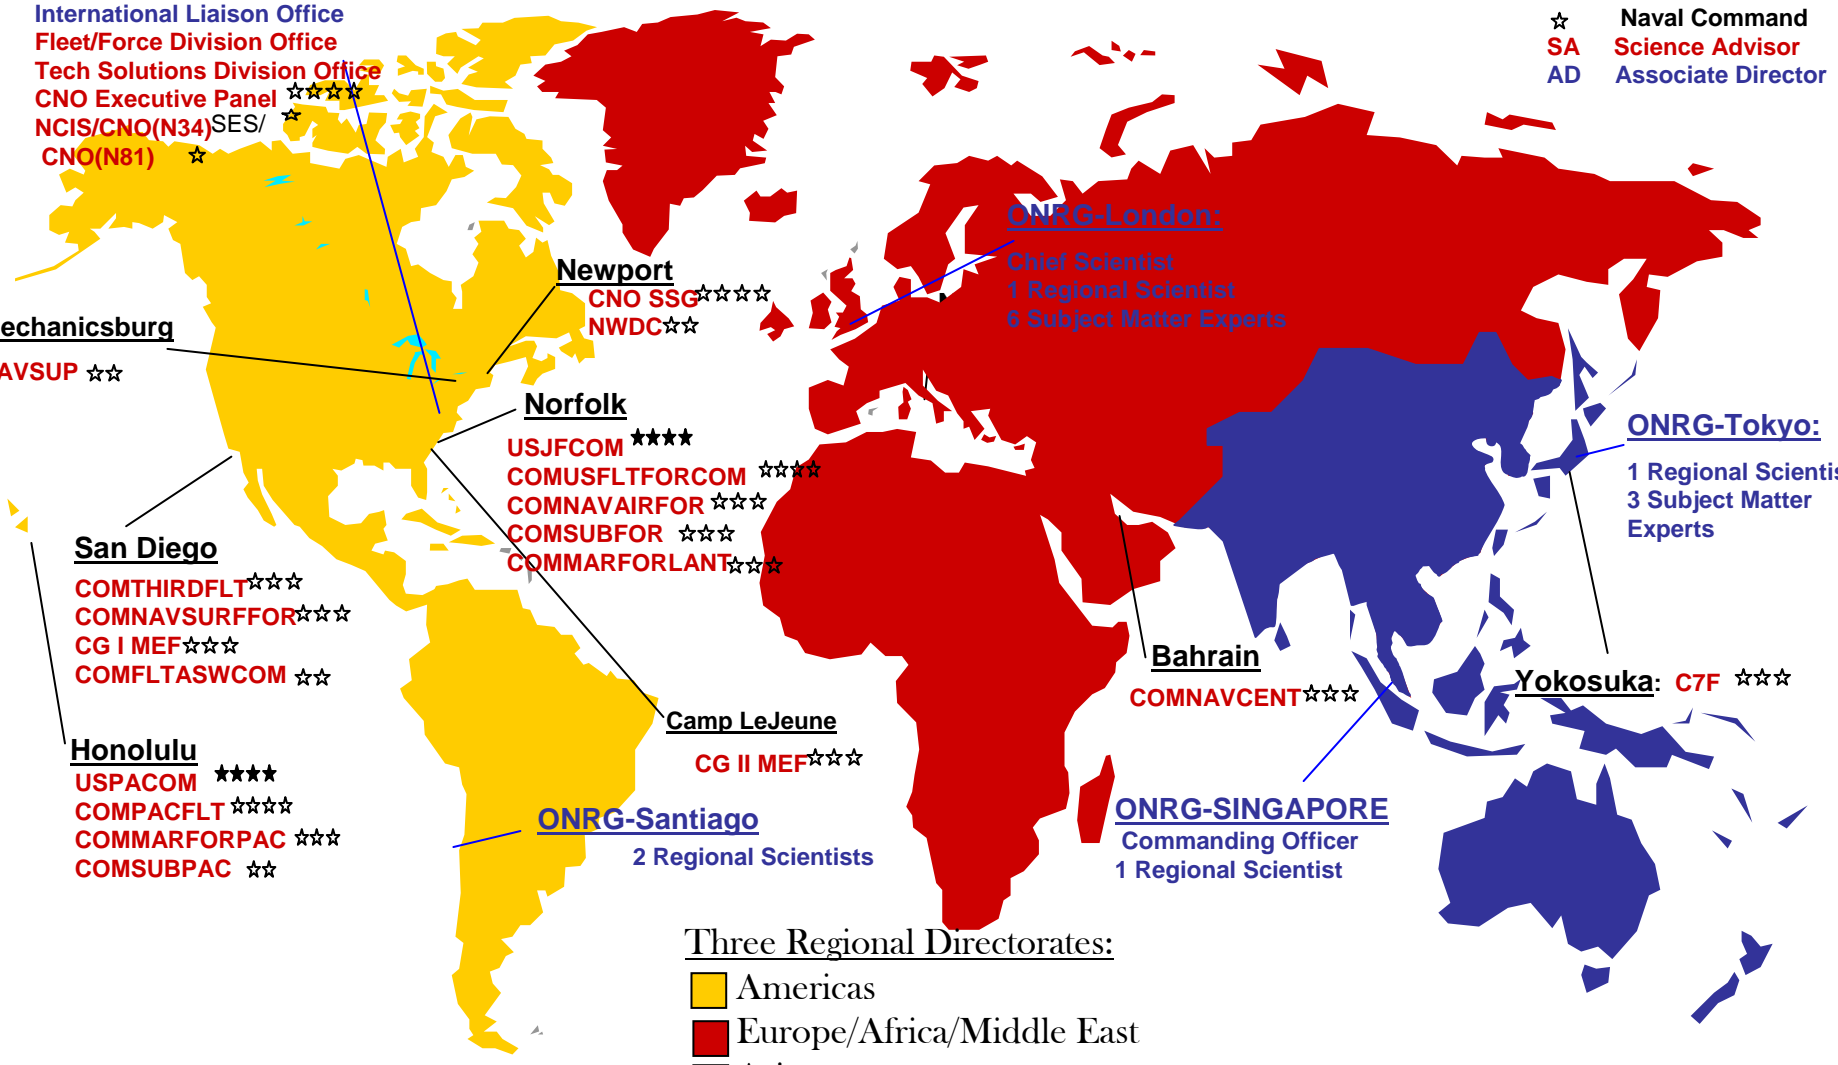 International Liaison Office
Fleet/Force Division Office
Tech Solutions Division Office
CNO Executive Panel ☆☆☆☆
NCIS/CNO(N34)SES/ ☆
CNO(N81) ☆
☆ Naval Command
SA Science Advisor
AD Associate Director
ONRG-London:
Chief Scientist
1 Regional Scientist
6 Subject Matter Experts
Newport
CNO SSG☆☆☆☆
NWDC☆☆
echanicsburg
AVSUP ☆☆
Norfolk
USJFCOM ★★★★
COMUSFLTFORCOM ☆☆☆☆
COMNAVAIRFOR ☆☆☆
COMSUBFOR ☆☆☆
COMMARFORLANT☆☆☆
ONRG-Tokyo:
1 Regional Scientis
3 Subject Matter
Experts
San Diego
COMTHIRDFLT☆☆☆
COMNAVSURFFOR☆☆☆
CG I MEF☆☆☆
COMFLTASWCOM ☆☆
Bahrain
COMNAVCENT☆☆☆
Yokosuka: C7F ☆☆☆
Camp LeJeune
CG II MEF☆☆☆
Honolulu
USPACOM ★★★★
COMPACFLT ☆☆☆☆
COMMARFORPAC ☆☆☆
COMSUBPAC ☆☆
ONRG-Santiago
2 Regional Scientists
ONRG-SINGAPORE
Commanding Officer
1 Regional Scientist
Three Regional Directorates:
Americas
Europe/Africa/Middle East